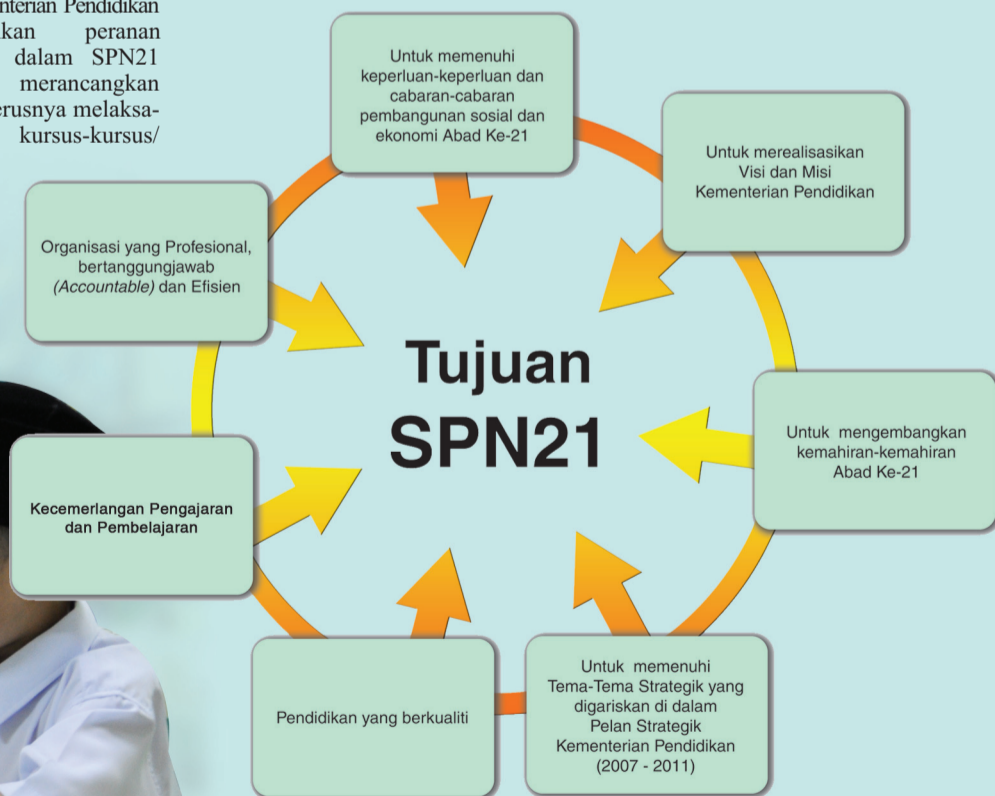 nterian Pendidikan
kan peranan
dalam SPN21
merancangkan
erusnya melaksa-
kursus-kursus/
Untuk memenuhi
keperluan-keperluan dan
cabaran-cabaran
pembangunan sosial dan
ekonomi Abad Ke-21
Untuk merealisasikan
Visi dan Misi
Kementerian Pendidikan
Untuk mengembangkan
kemahiran-kemahiran
Abad Ke-21
Untuk memenuhi
Tema-Tema Strategik yang
digariskan di dalam
Pelan Strategik
Kementerian Pendidikan
(2007 - 2011)
Pendidikan yang berkualiti
Kecemerlangan Pengajaran
dan Pembelajaran
Organisasi yang Profesional,
bertanggungjawab
(Accountable) dan Efisien
Tujuan
SPN21